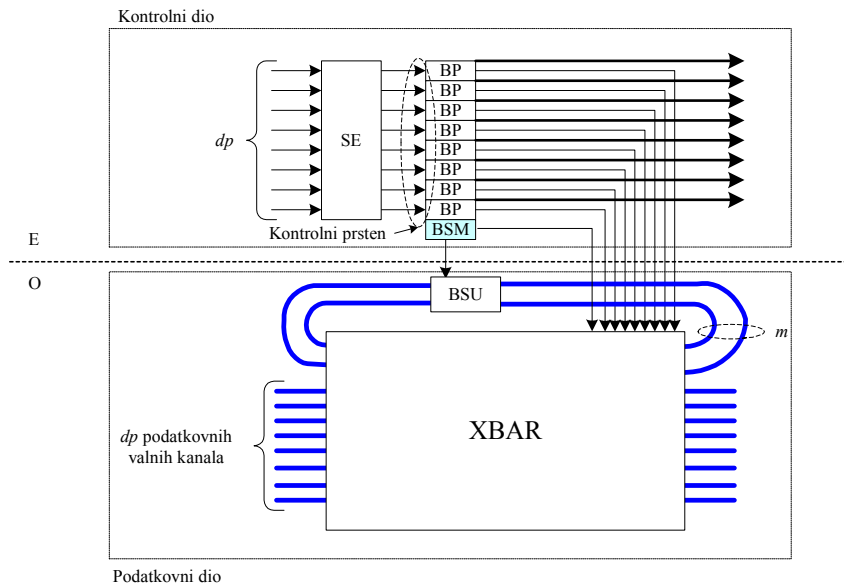 Kontrolni dio
BP
BP
BP
BP
BP
BP
BP
BP
dp
SE
Kontrolni prsten
BSM
E
O
BSU
m
XBAR
dp podatkovnih
valnih kanala
Podatkovni dio